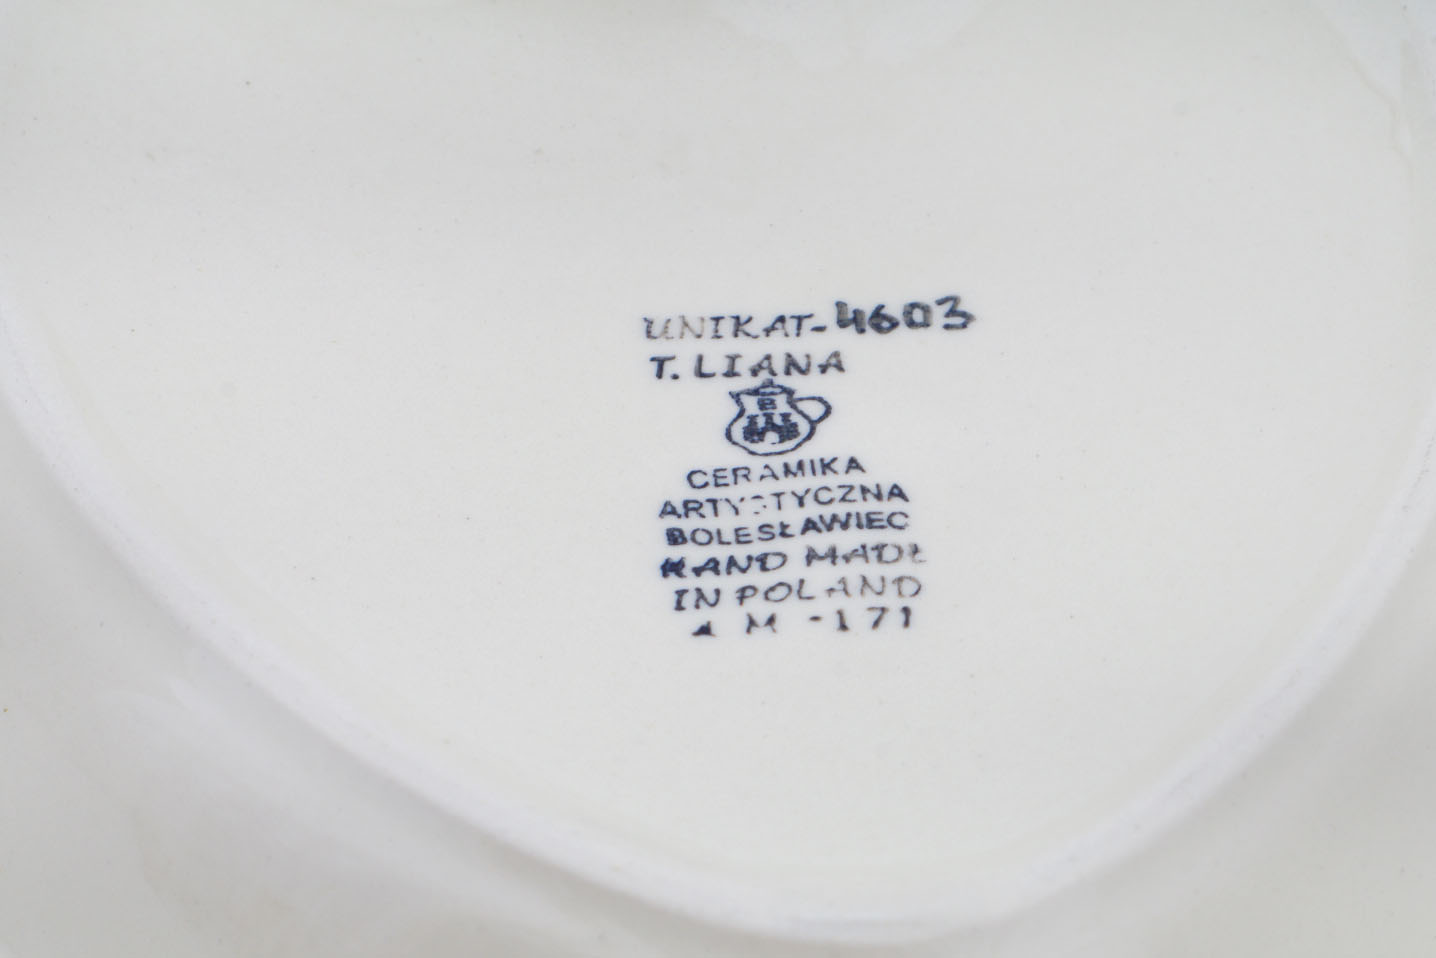 UNIKAT-4603
T. LIANA
B
CERAMIKA
ARTYSTYCZNA
BOLESŁAWIEC
HAND MADE
IN POLAND
M -171